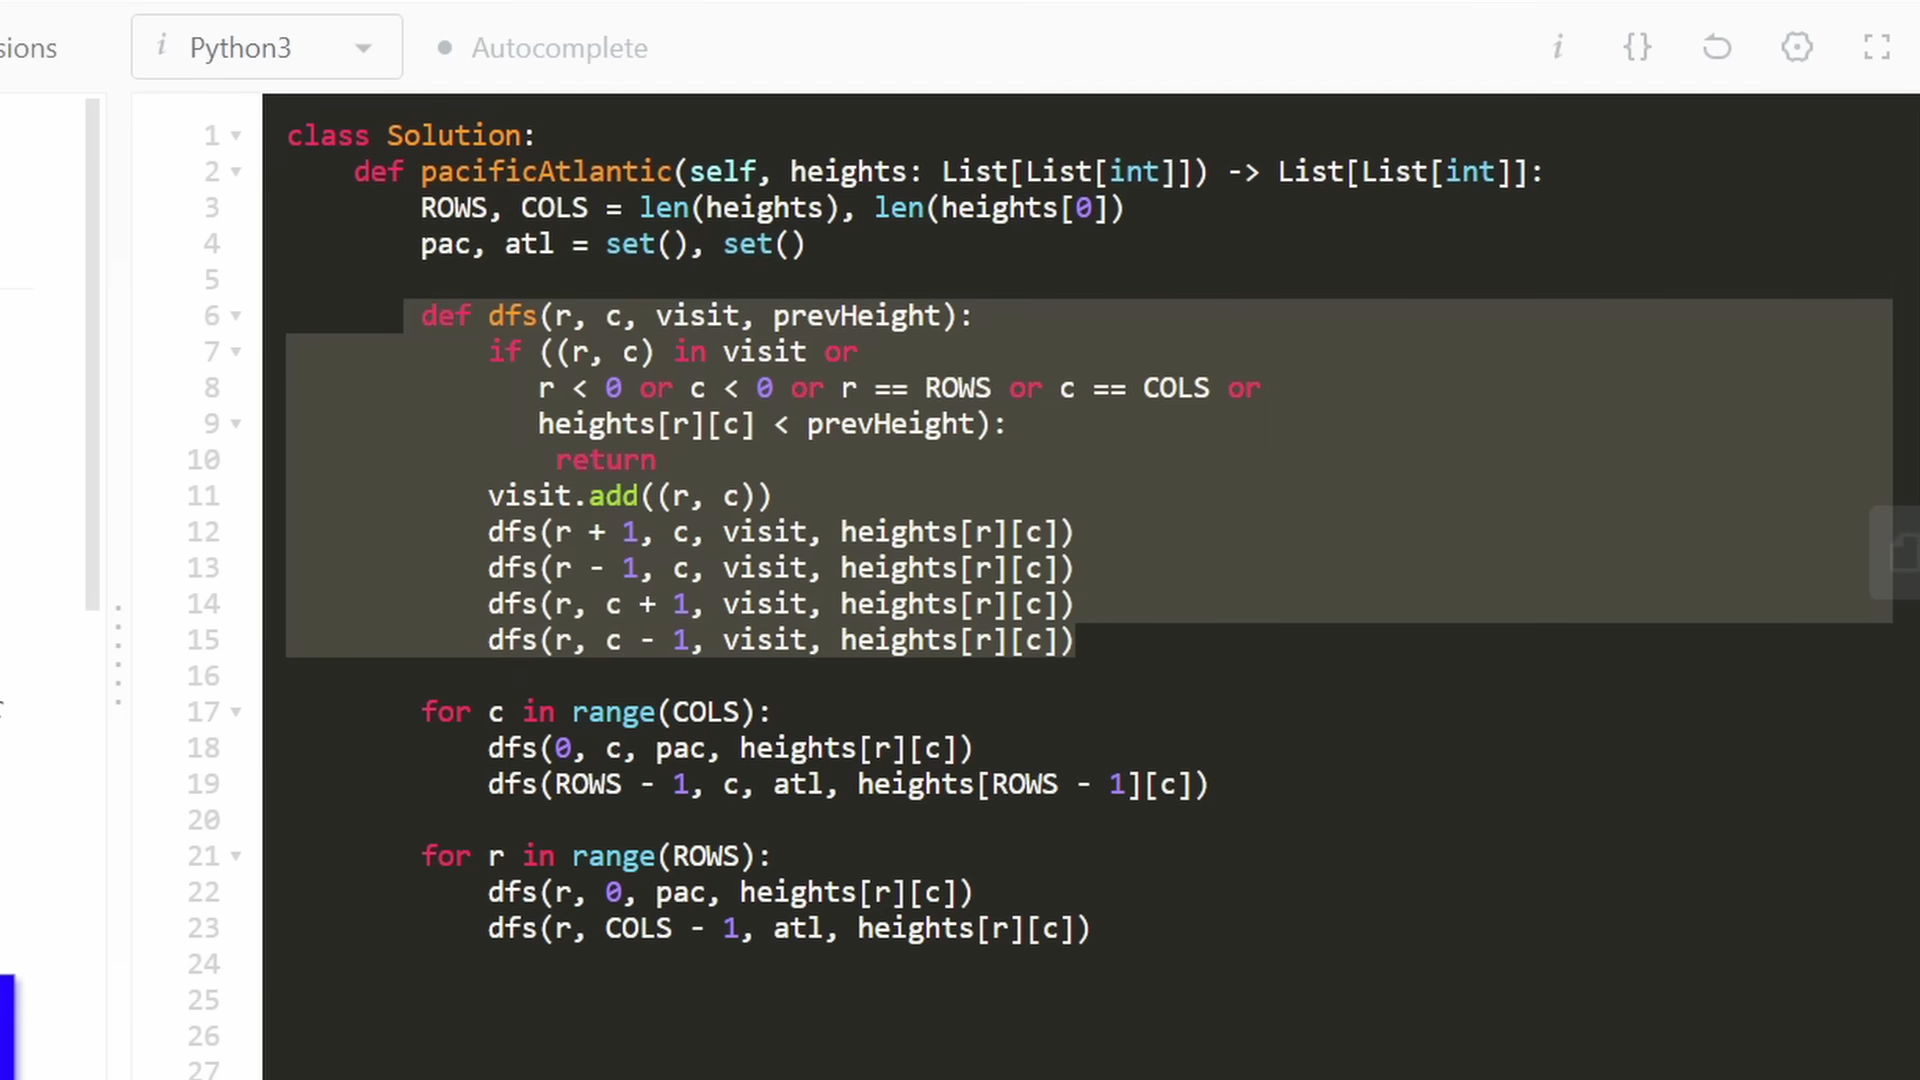 sions
i Python3
Autocomplete
i {}
1 class Solution:
2 def pacificAtlantic(self, heights: List[List[int]]) -> List[List[int]]:
3 ROWS, COLS = len(heights), len(heights[0])
4 pac, atl = set(), set()
5
6 def dfs(r, c, visit, prevHeight):
7 if ((r, c) in visit or
8 r < 0 or c < 0 or r == ROWS or c == COLS or
9 heights[r][c] < prevHeight):
10 return
11 visit.add((r, c))
12 dfs(r + 1, c, visit, heights[r][c])
13 dfs(r - 1, c, visit, heights[r][c])
14 dfs(r, c + 1, visit, heights[r][c])
15 dfs(r, c - 1, visit, heights[r][c])
16
17 for c in range(COLS):
18 dfs(0, c, pac, heights[r][c])
19 dfs(ROWS - 1, c, atl, heights[ROWS - 1][c])
20
21 for r in range(ROWS):
22 dfs(r, 0, pac, heights[r][c])
23 dfs(r, COLS - 1, atl, heights[r][c])
24
25
26
27